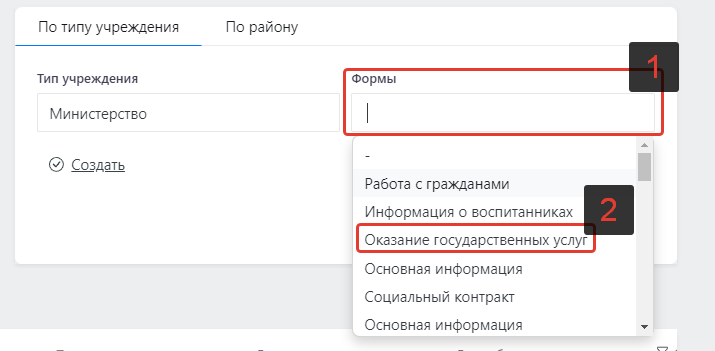 По типу учреждения По району
1
Тип учреждения Формы
Министерство
Создать
-
Работа с гражданами
Информация о воспитанниках
2
Оказание государственных услуг
Основная информация
Социальный контракт
Основная информация